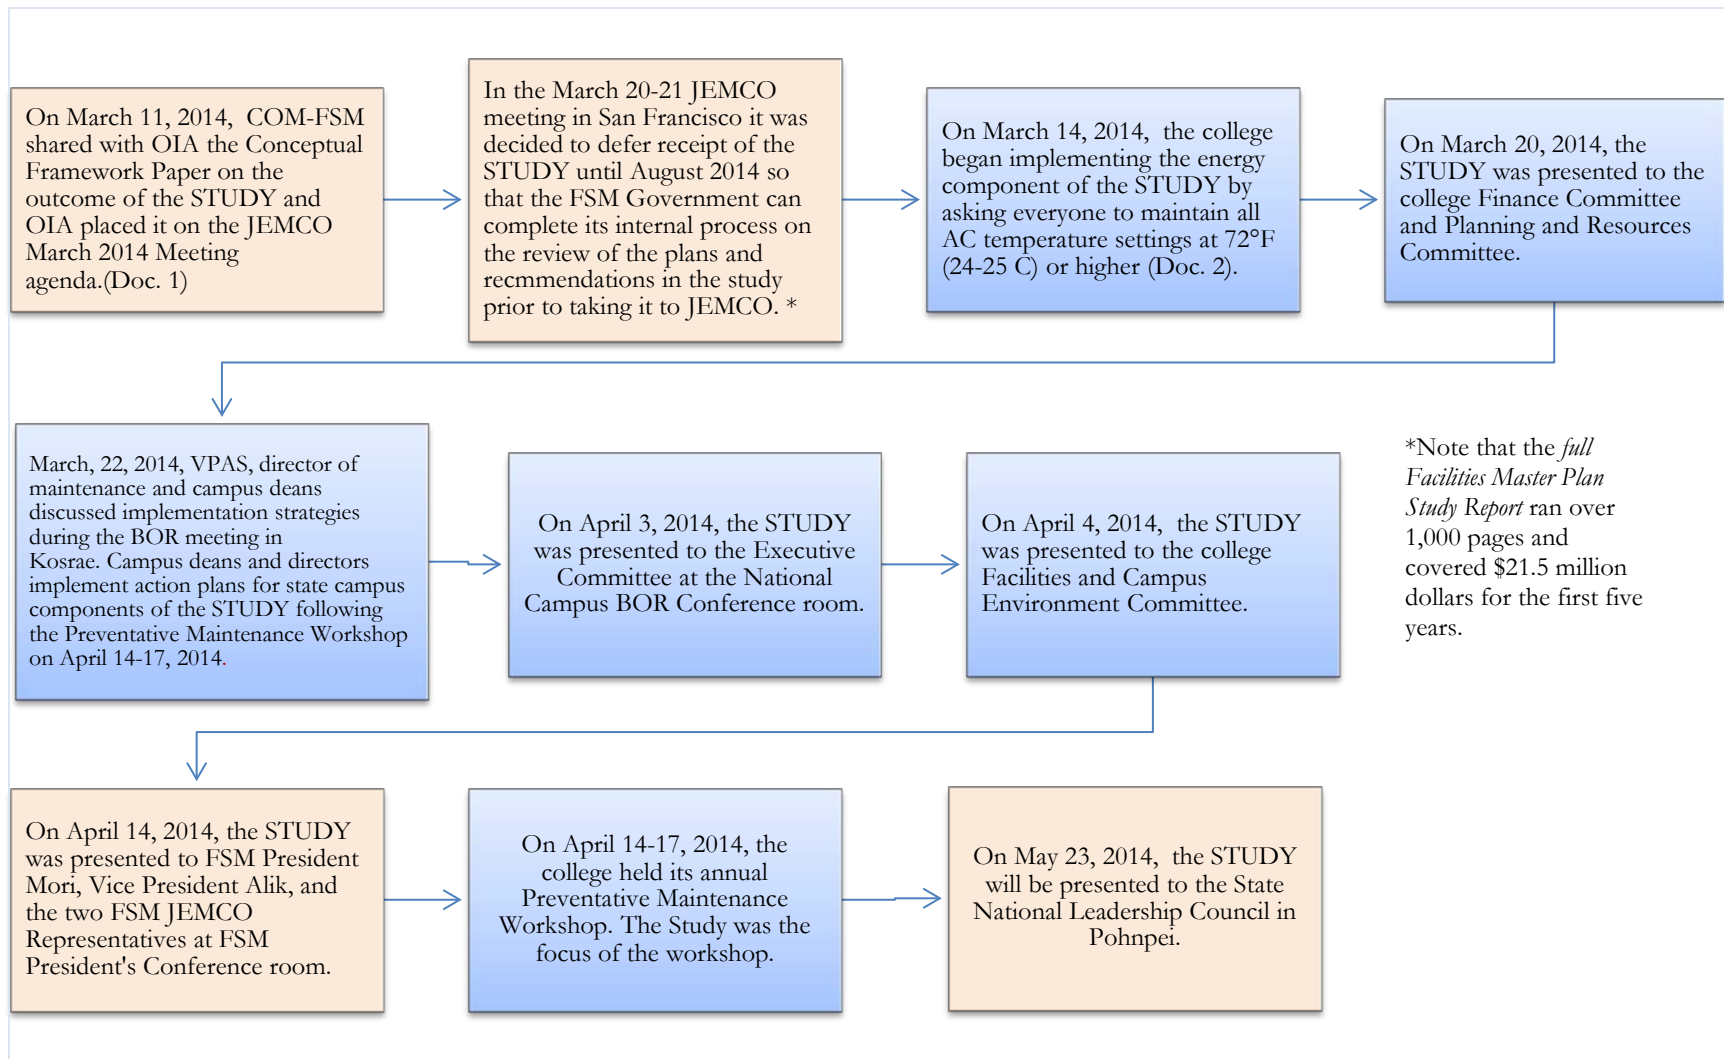 On March 11, 2014,  COM-FSM
shared with OIA the Conceptual
Framework Paper on the
outcome of the STUDY and
OIA placed it on the JEMCO
March 2014 Meeting
agenda.(Doc. 1)
In the March 20-21 JEMCO
meeting in San Francisco it was
decided to defer receipt of the
STUDY until August 2014 so
that the FSM Government can
complete its internal process on
the review of the plans and
recmmendations in the study
prior to taking it to JEMCO. *
On March 14, 2014,  the college
began implementing the energy
component of the STUDY by
asking everyone to maintain all
AC temperature settings at 72°F
(24-25 C) or higher (Doc. 2).
On March 20, 2014, the
STUDY was presented to the
college Finance Committee
and Planning and Resources
Committee.
March, 22, 2014, VPAS, director of
maintenance and campus deans
discussed implementation strategies
during the BOR meeting in
Kosrae. Campus deans and directors
implement action plans for state campus
components of the STUDY following
the Preventative Maintenance Workshop
on April 14-17, 2014.
On April 3, 2014, the STUDY
was presented to the Executive
Committee at the National
Campus BOR Conference room.
On April 4, 2014,  the STUDY
was presented to the college
Facilities and Campus
Environment Committee.
*Note that the full
Facilities Master Plan
Study Report ran over
1,000 pages and
covered $21.5 million
dollars for the first five
years.
On April 14, 2014, the STUDY
was presented to FSM President
Mori, Vice President Alik, and
the two FSM JEMCO
Representatives at FSM
President's Conference room.
On April 14-17, 2014, the
college held its annual
Preventative Maintenance
Workshop. The Study was the
focus of the workshop.
On May 23, 2014,  the STUDY
will be presented to the State
National Leadership Council in
Pohnpei.